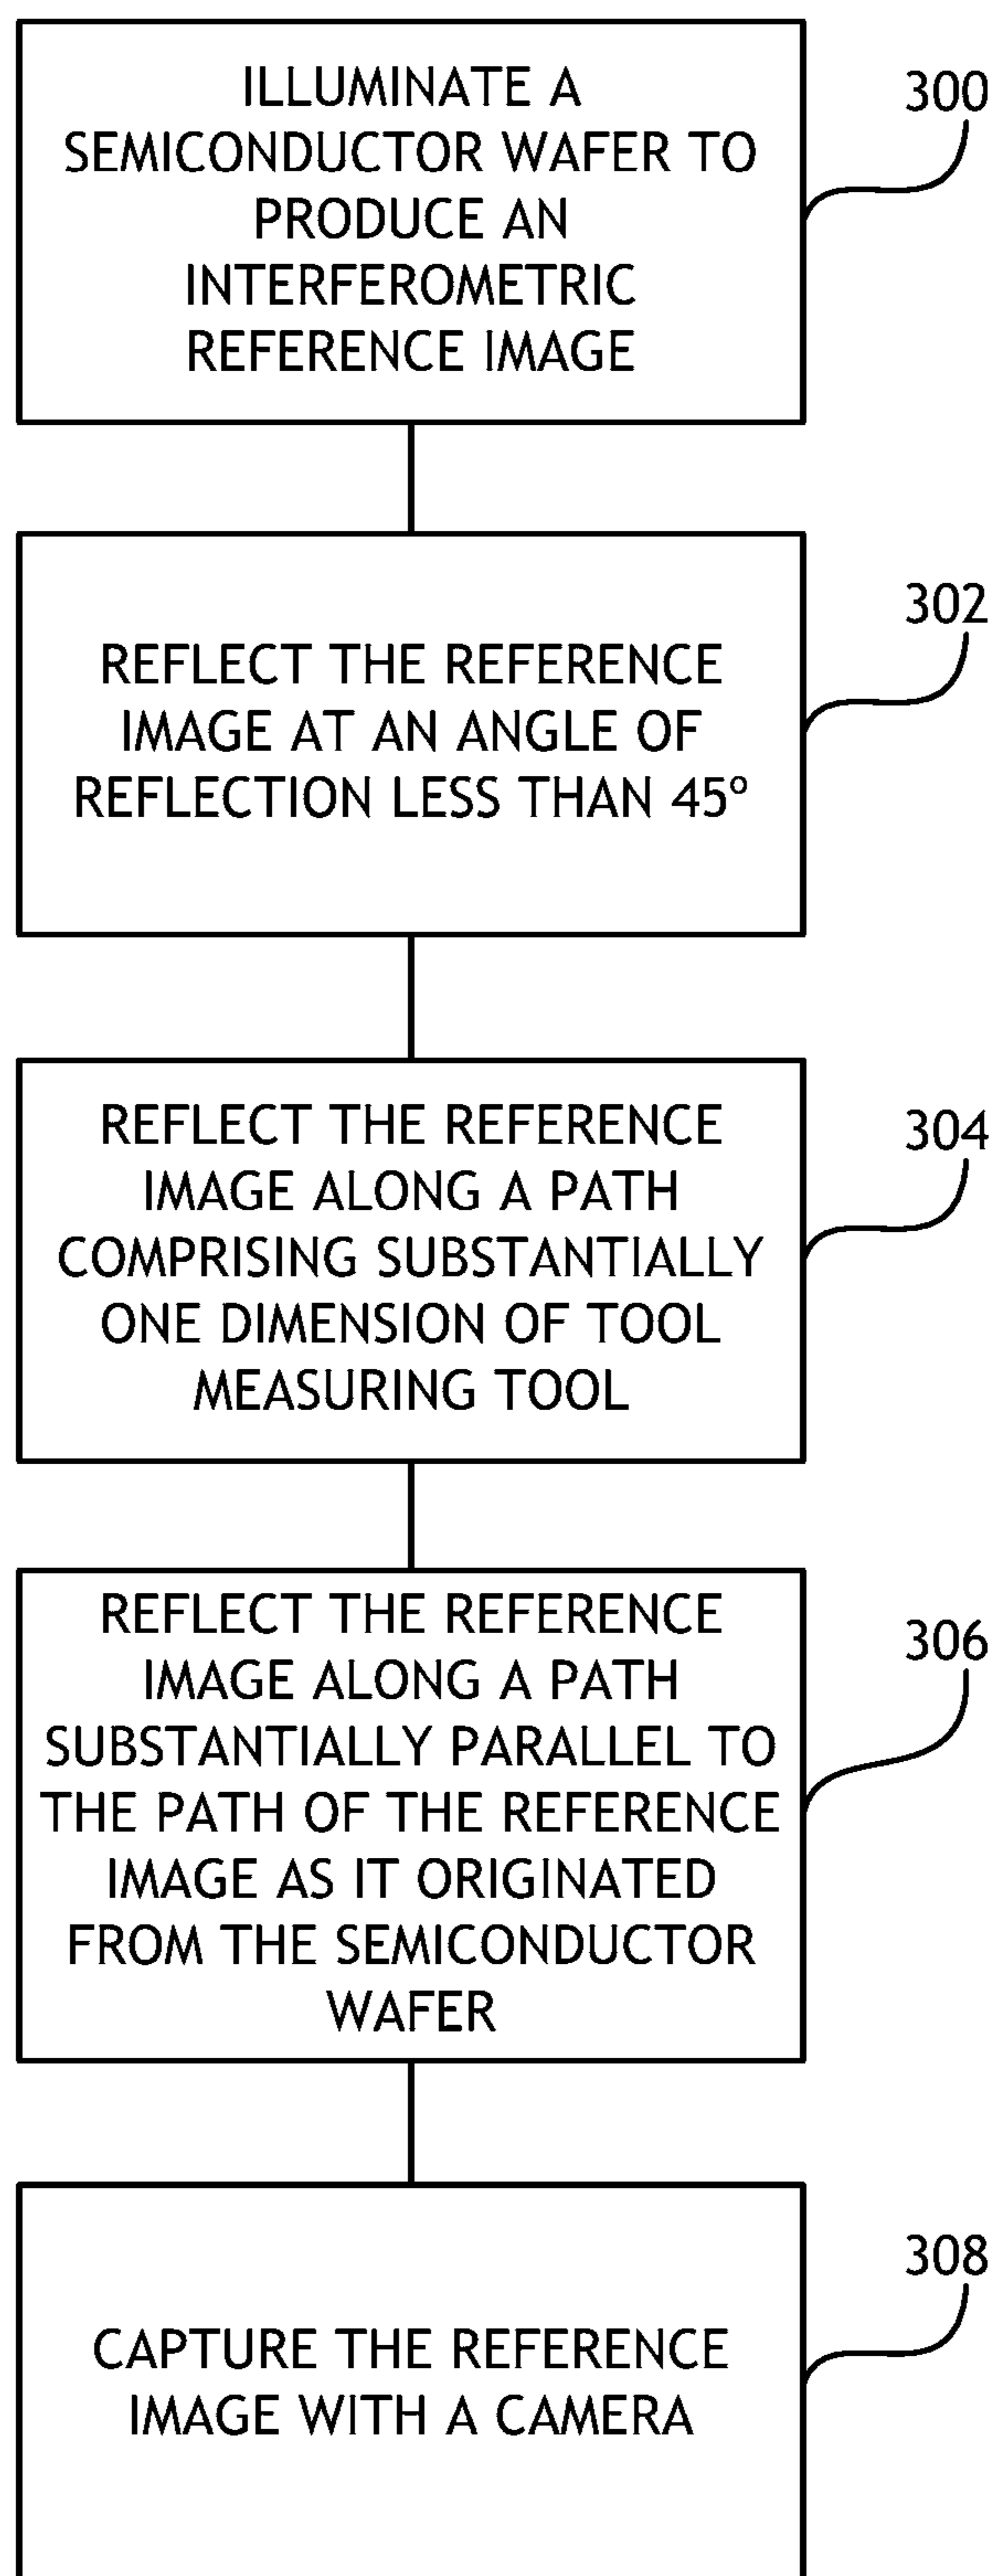 ILLUMINATE A
SEMICONDUCTOR WAFER TO
PRODUCE AN
INTERFEROMETRIC
REFERENCE IMAGE
300
REFLECT THE REFERENCE
IMAGE AT AN ANGLE OF
REFLECTION LESS THAN 45º
302
REFLECT THE REFERENCE
IMAGE ALONG A PATH
COMPRISING SUBSTANTIALLY
ONE DIMENSION OF TOOL
MEASURING TOOL
304
REFLECT THE REFERENCE
IMAGE ALONG A PATH
SUBSTANTIALLY PARALLEL TO
THE PATH OF THE REFERENCE
IMAGE AS IT ORIGINATED
FROM THE SEMICONDUCTOR
WAFER
306
CAPTURE THE REFERENCE
IMAGE WITH A CAMERA
308